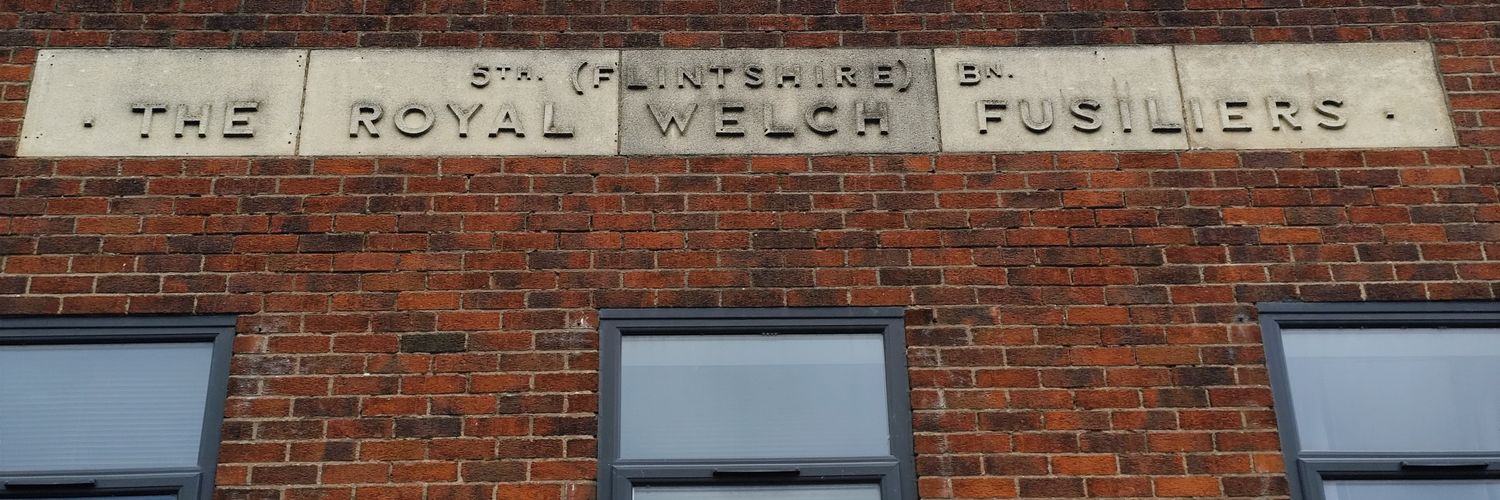 5TH. (FLINTSHIRE) BN.
· THE ROYAL WELCH FUSILIERS ·